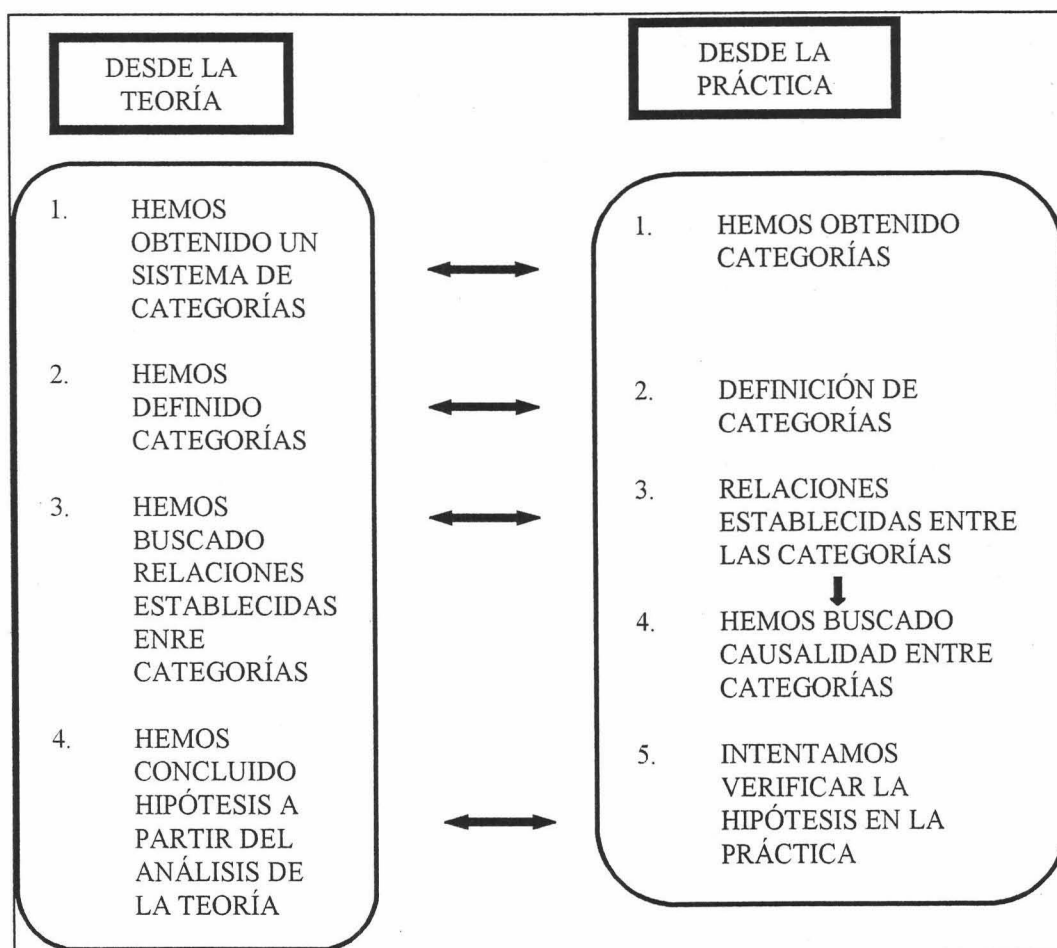 DESDE LA
TEORÍA
1. HEMOS
OBTENIDO UN
SISTEMA DE
CATEGORÍAS
2. HEMOS
DEFINIDO
CATEGORÍAS
3. HEMOS
BUSCADO
RELACIONES
ESTABLECIDAS
ENRE
CATEGORÍAS
4. HEMOS
CONCLUIDO
HIPÓTESIS A
PARTIR DEL
ANÁLISIS DE
LA TEORÍA
DESDE LA
PRÁCTICA
1. HEMOS OBTENIDO
CATEGORÍAS
2. DEFINICIÓN DE
CATEGORÍAS
3. RELACIONES
ESTABLECIDAS ENTRE
LAS CATEGORÍAS
4. HEMOS BUSCADO
CAUSALIDAD ENTRE
CATEGORÍAS
5. INTENTAMOS
VERIFICAR LA
HIPÓTESIS EN LA
PRÁCTICA